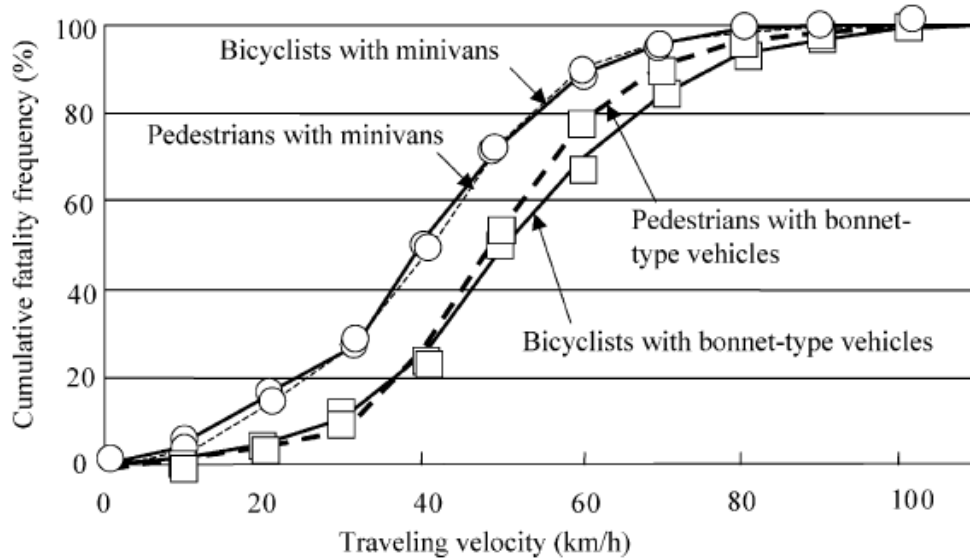 100
80
60
40
20
0
Cumulative fatality frequency (%)
Bicyclists with minivans
Pedestrians with minivans
Pedestrians with bonnet-
type vehicles
Bicyclists with bonnet-type vehicles
0 20 40 60 80 100
Traveling velocity (km/h)